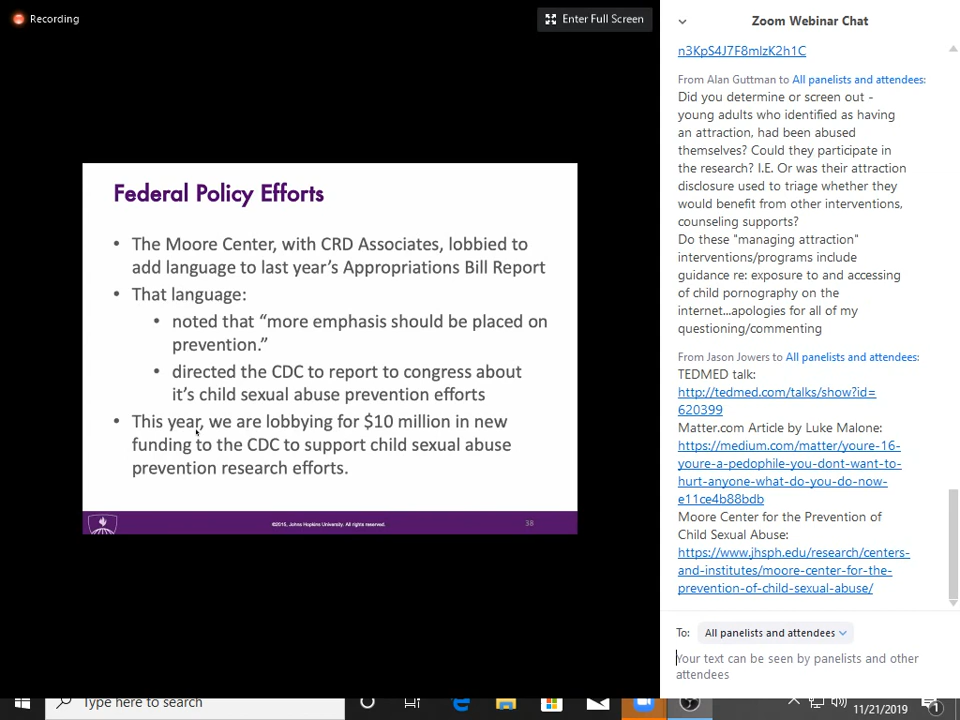 Recording
Enter Full Screen
Federal Policy Efforts
• The Moore Center, with CRD Associates, lobbied to
add language to last year’s Appropriations Bill Report
• That language:
• noted that “more emphasis should be placed on
prevention.”
• directed the CDC to report to congress about
it’s child sexual abuse prevention efforts
• This year, we are lobbying for $10 million in new
funding to the CDC to support child sexual abuse
prevention research efforts.
©2015, Johns Hopkins University. All rights reserved.
38
Zoom Webinar Chat
n3KpS4J7F8mlzK2h1C
From Alan Guttman to All panelists and attendees:
Did you determine or screen out -
young adults who identified as having
an attraction, had been abused
themselves? Could they participate in
the research? I.E. Or was their attraction
disclosure used to triage whether they
would benefit from other interventions,
counseling supports?
Do these "managing attraction"
interventions/programs include
guidance re: exposure to and accessing
of child pornography on the
internet...apologies for all of my
questioning/commenting
From Jason Jowers to All panelists and attendees:
TEDMED talk:
http://tedmed.com/talks/show?id=
620399
Matter.com Article by Luke Malone:
https://medium.com/matter/youre-16-
youre-a-pedophile-you-dont-want-to-
hurt-anyone-what-do-you-do-now-
e11ce4b88bdb
Moore Center for the Prevention of
Child Sexual Abuse:
https://www.jhsph.edu/research/centers-
and-institutes/moore-center-for-the-
prevention-of-child-sexual-abuse/
To: All panelists and attendees
Your text can be seen by panelists and other
attendees
Type here to search
11/21/2019
1